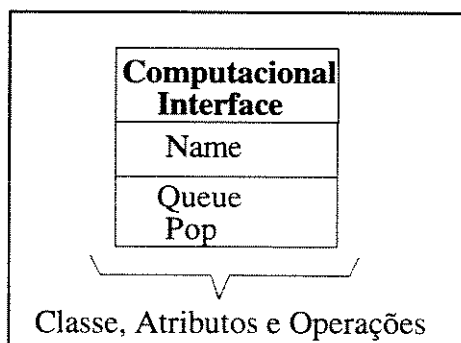 Computacional
Interface
Name
Queue
Pop
Classe, Atributos e Operações